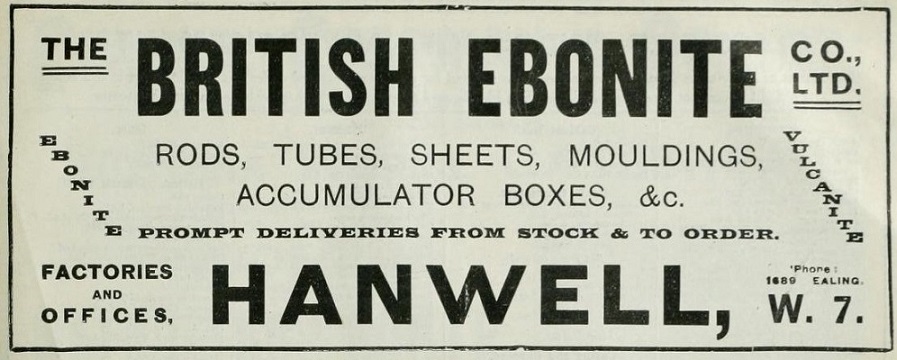 THE BRITISH EBONITE CO., LTD.
EBONITE
RODS, TUBES, SHEETS, MOULDINGS,
ACCUMULATOR BOXES, &c.
VULCANITE
PROMPT DELIVERIES FROM STOCK & TO ORDER.
FACTORIES
AND
OFFICES,
HANWELL,
'Phone:
1689 EALING.
W. 7.